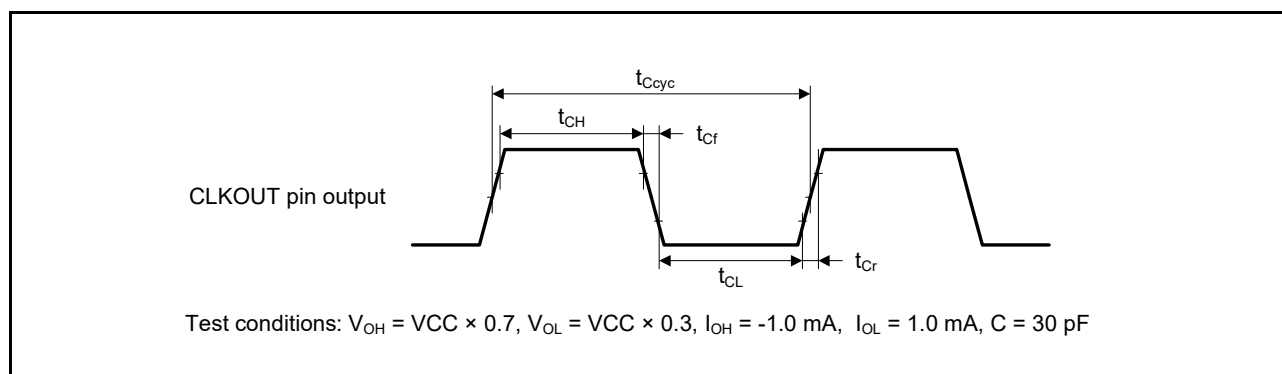 tCcyc
tCH
tCf
CLKOUT pin output
tCL
tCr
Test conditions: VOH = VCC × 0.7, VOL = VCC × 0.3, IOH = -1.0 mA, IOL = 1.0 mA, C = 30 pF